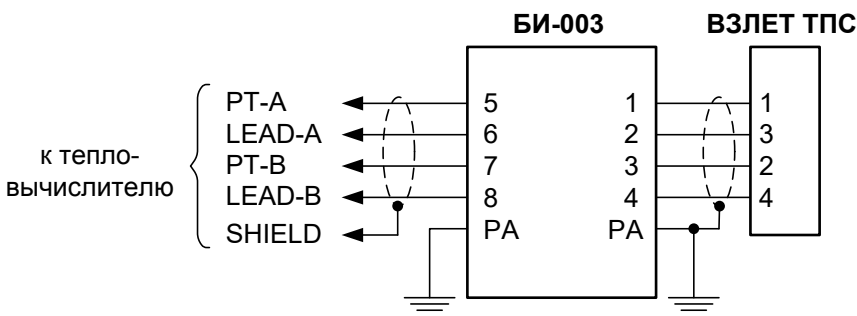 БИ-003 ВЗЛЕТ ТПС
PT-A 5 1 1
LEAD-A 6 2 3
PT-B 7 3 2
LEAD-B 8 4 4
SHIELD PA PA
к тепло-
вычислителю